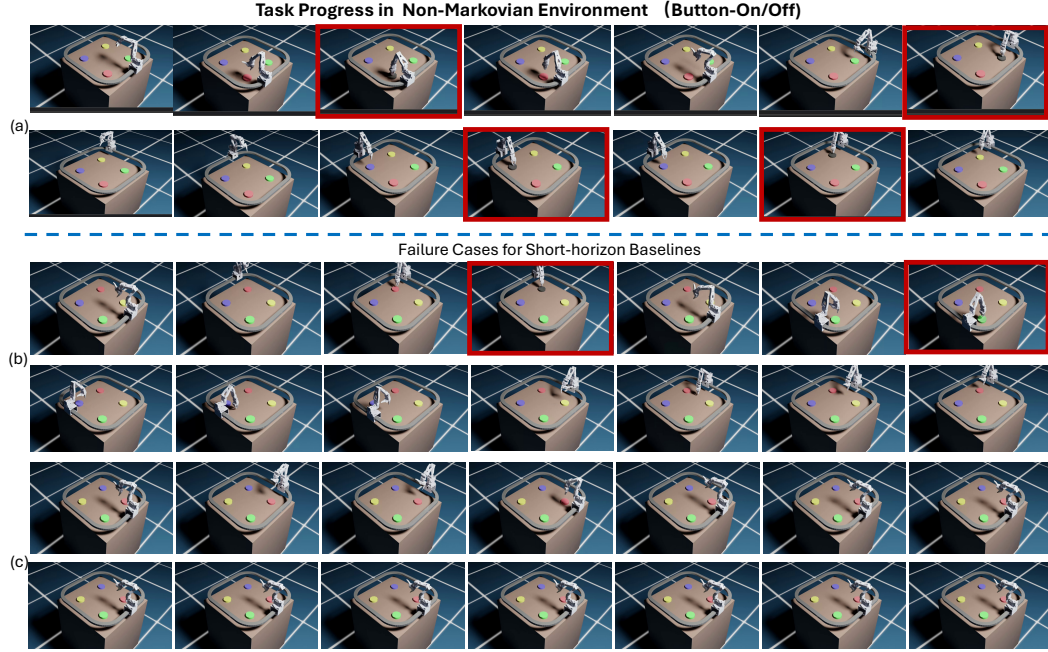 Task Progress in Non-Markovian Environment (Button-On/Off)
(a)
Failure Cases for Short-horizon Baselines
(b)
(c)